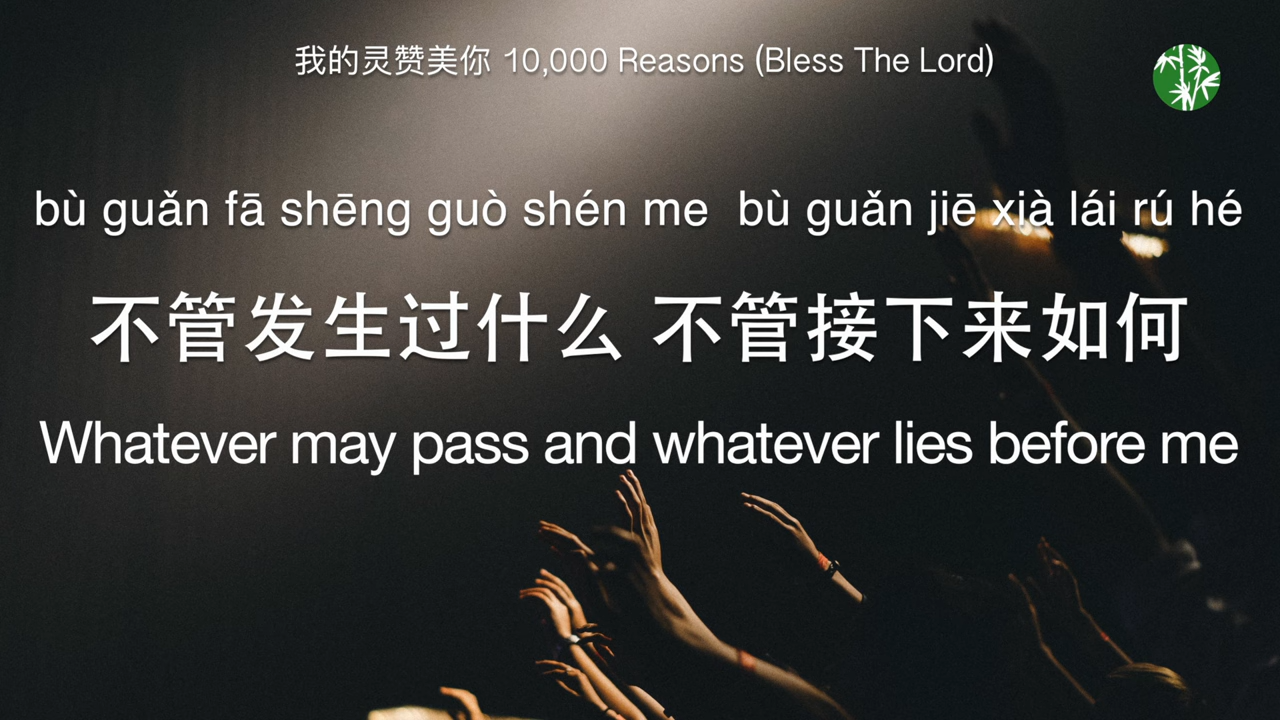 我的灵赞美你 10,000 Reasons (Bless The Lord)
bù guǎn fā shēng guò shén me bù guǎn jiē xià lái rú hé
不管发生过什么 不管接下来如何
Whatever may pass and whatever lies before me